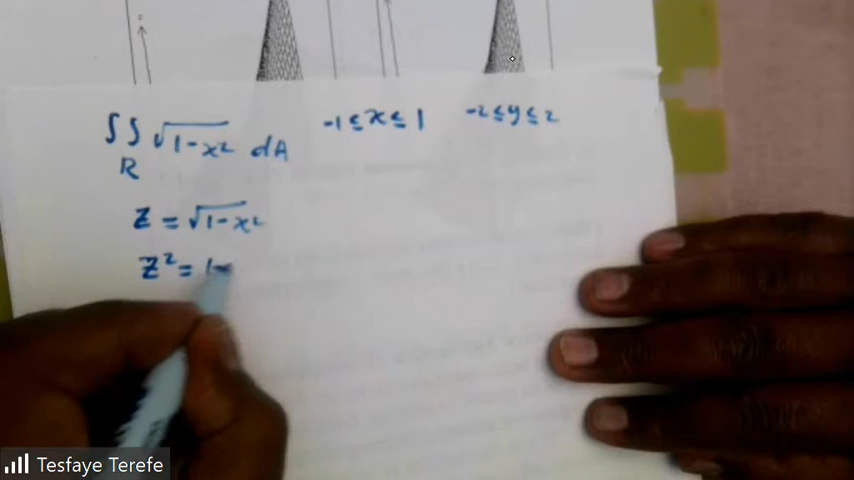 ∫∫ √1-x² dA -1≤x≤1 -2≤y≤2
R
z = √1-x²
z² = 1-
Tesfaye Terefe